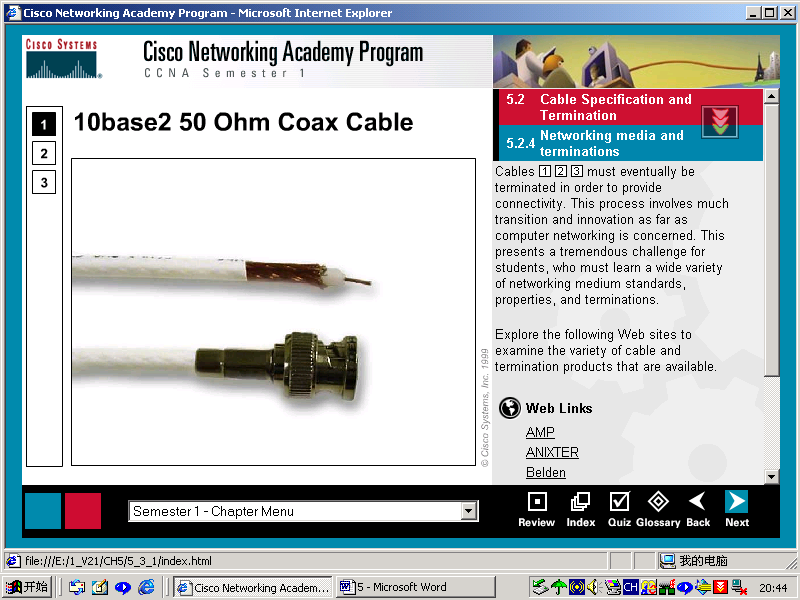 Cisco Networking Academy Program - Microsoft Internet Explorer
CISCO SYSTEMS
Cisco Networking Academy Program
CCNA Semester 1
1
2
3
10base2 50 Ohm Coax Cable
© Cisco Systems, Inc. 1999
5.2 Cable Specification and
Termination
5.2.4 Networking media and
terminations
Cables 1 2 3 must eventually be
terminated in order to provide
connectivity. This process involves much
transition and innovation as far as
computer networking is concerned. This
presents a tremendous challenge for
students, who must learn a wide variety
of networking medium standards,
properties, and terminations.
Explore the following Web sites to
examine the variety of cable and
termination products that are available.
Web Links
AMP
ANIXTER
Belden
Semester 1 - Chapter Menu
Review Index Quiz Glossary Back Next
file:///E:/1_V21/CH5/5_3_1/index.html
我的电脑
开始
Cisco Networking Academ...
5 - Microsoft Word
CH
20:44